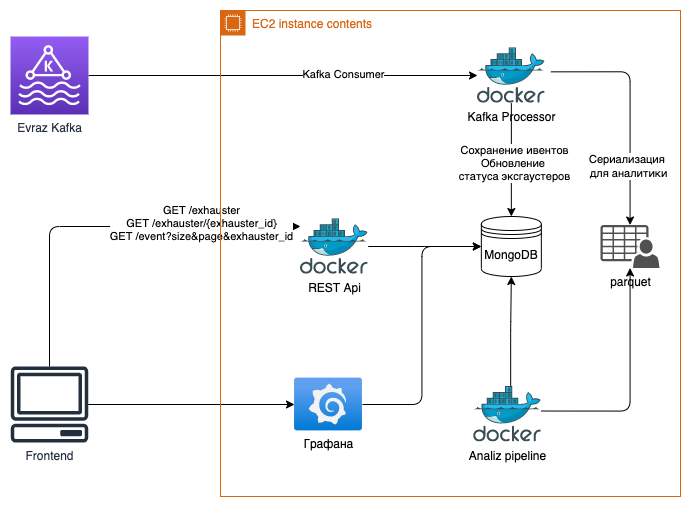 EC2 instance contents
K
Evraz Kafka
Kafka Consumer
docker
Kafka Processor
Сохранение ивентов
Обновление
статуса эксгаустеров
Сериализация
для аналитики
GET /exhauster
GET /exhauster/{exhauster_id}
GET /event?size&page&exhauster_id
docker
REST Api
MongoDB
parquet
Frontend
Графана
docker
Analiz pipeline